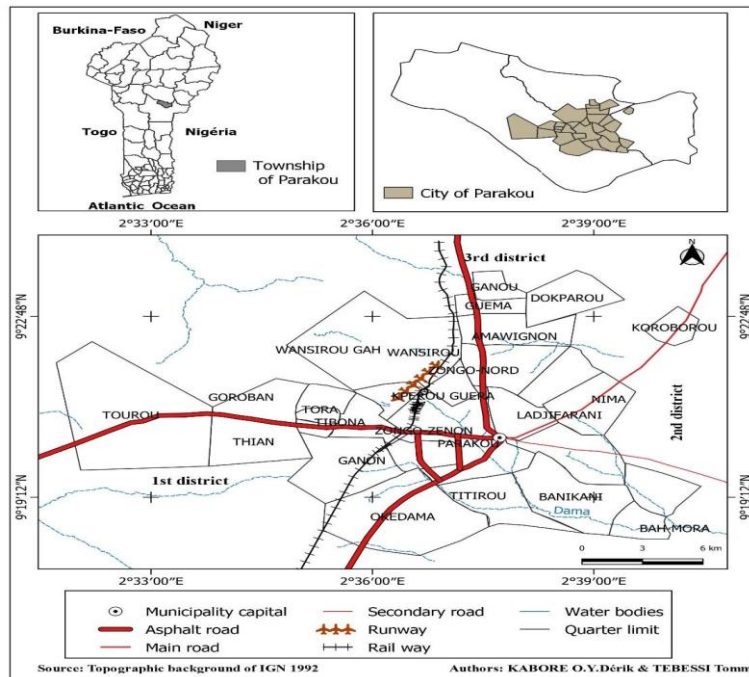 Burkina-Faso
Niger
Togo
Nigéria
Township
of Parakou
Atlantic Ocean
City of Parakou
2°33'00"E
2°36'00"E
2°39'00"E
9°22'48"N
9°19'12"N
9°22'48"N
9°19'12"N
N
3rd district
GANOU
GUEMA
DOKPAROU
KOROBOROU
AMAWIGNON
WANSIROU GAH
WANSIROU
ZONGO-NORD
KPEROU GUERA
GOROBAN
TORA
NIMA
TOUROU
TIBONA
LADJIFARANI
2nd district
THIAN
ZONGO-ZENON
PARAKOU
GANON
1st district
TITIROU
BANIKANI
OKEDAMA
Dama
BAH-MORA
0 3 6 km
2°33'00"E
2°36'00"E
2°39'00"E
Municipality capital
Secondary road
Water bodies
Asphalt road
Runway
Quarter limit
Main road
Rail way
Source: Topographic background of IGN 1992
Authors: KABORE O.Y.Dérik & TEBESSI Tomm